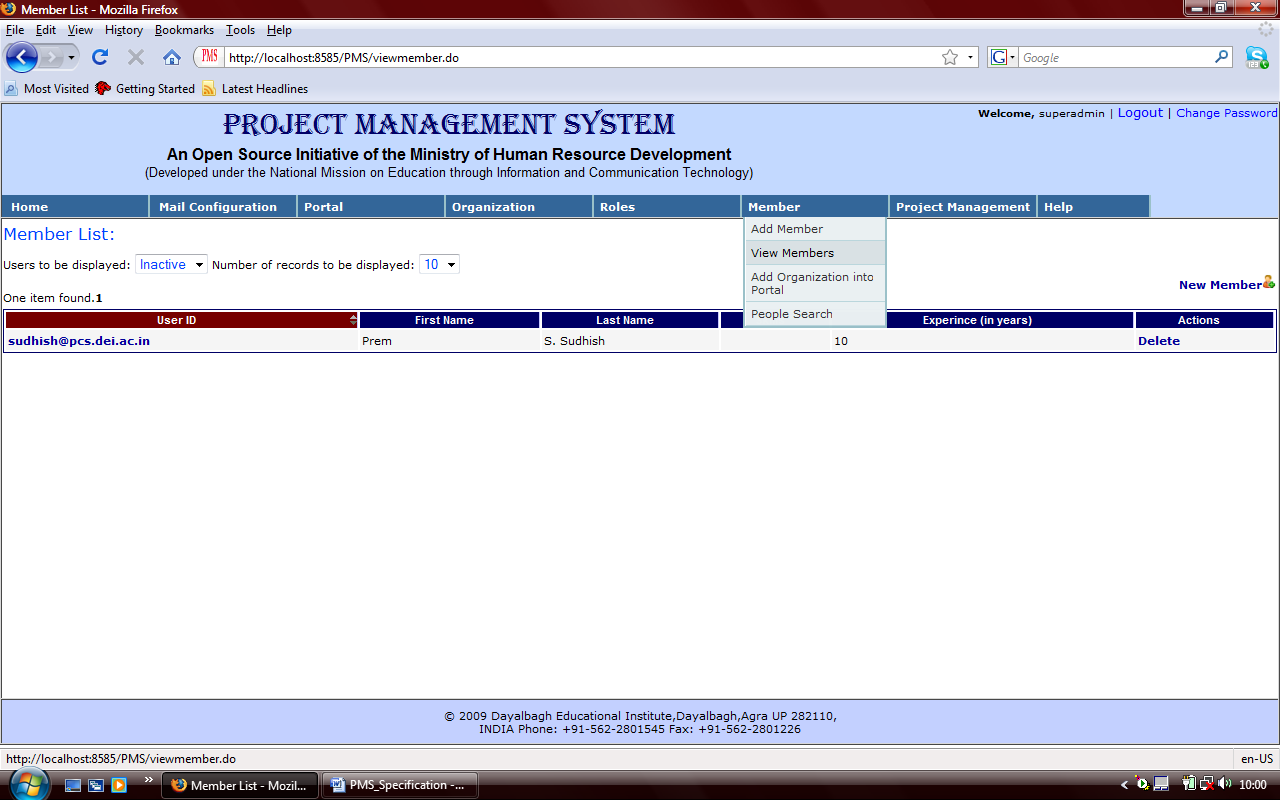 Member List - Mozilla Firefox
File Edit View History Bookmarks Tools Help
PMS http://localhost:8585/PMS/viewmember.do G Google
Most Visited Getting Started Latest Headlines
Welcome, superadmin | Logout | Change Password
PROJECT MANAGEMENT SYSTEM
An Open Source Initiative of the Ministry of Human Resource Development
(Developed under the National Mission on Education through Information and Communication Technology)
Home Mail Configuration Portal Organization Roles Member Project Management Help
Add Member
View Members
Add Organization into
Portal
People Search
Member List:
Users to be displayed: Inactive Number of records to be displayed: 10
New Member
One item found.1
User ID First Name Last Name Experince (in years) Actions
sudhish@pcs.dei.ac.in Prem S. Sudhish 10 Delete
© 2009 Dayalbagh Educational Institute,Dayalbagh,Agra UP 282110,
INDIA Phone: +91-562-2801545 Fax: +91-562-2801226
http://localhost:8585/PMS/viewmember.do en-US
Member List - Mozil... PMS_Specification -... 10:00